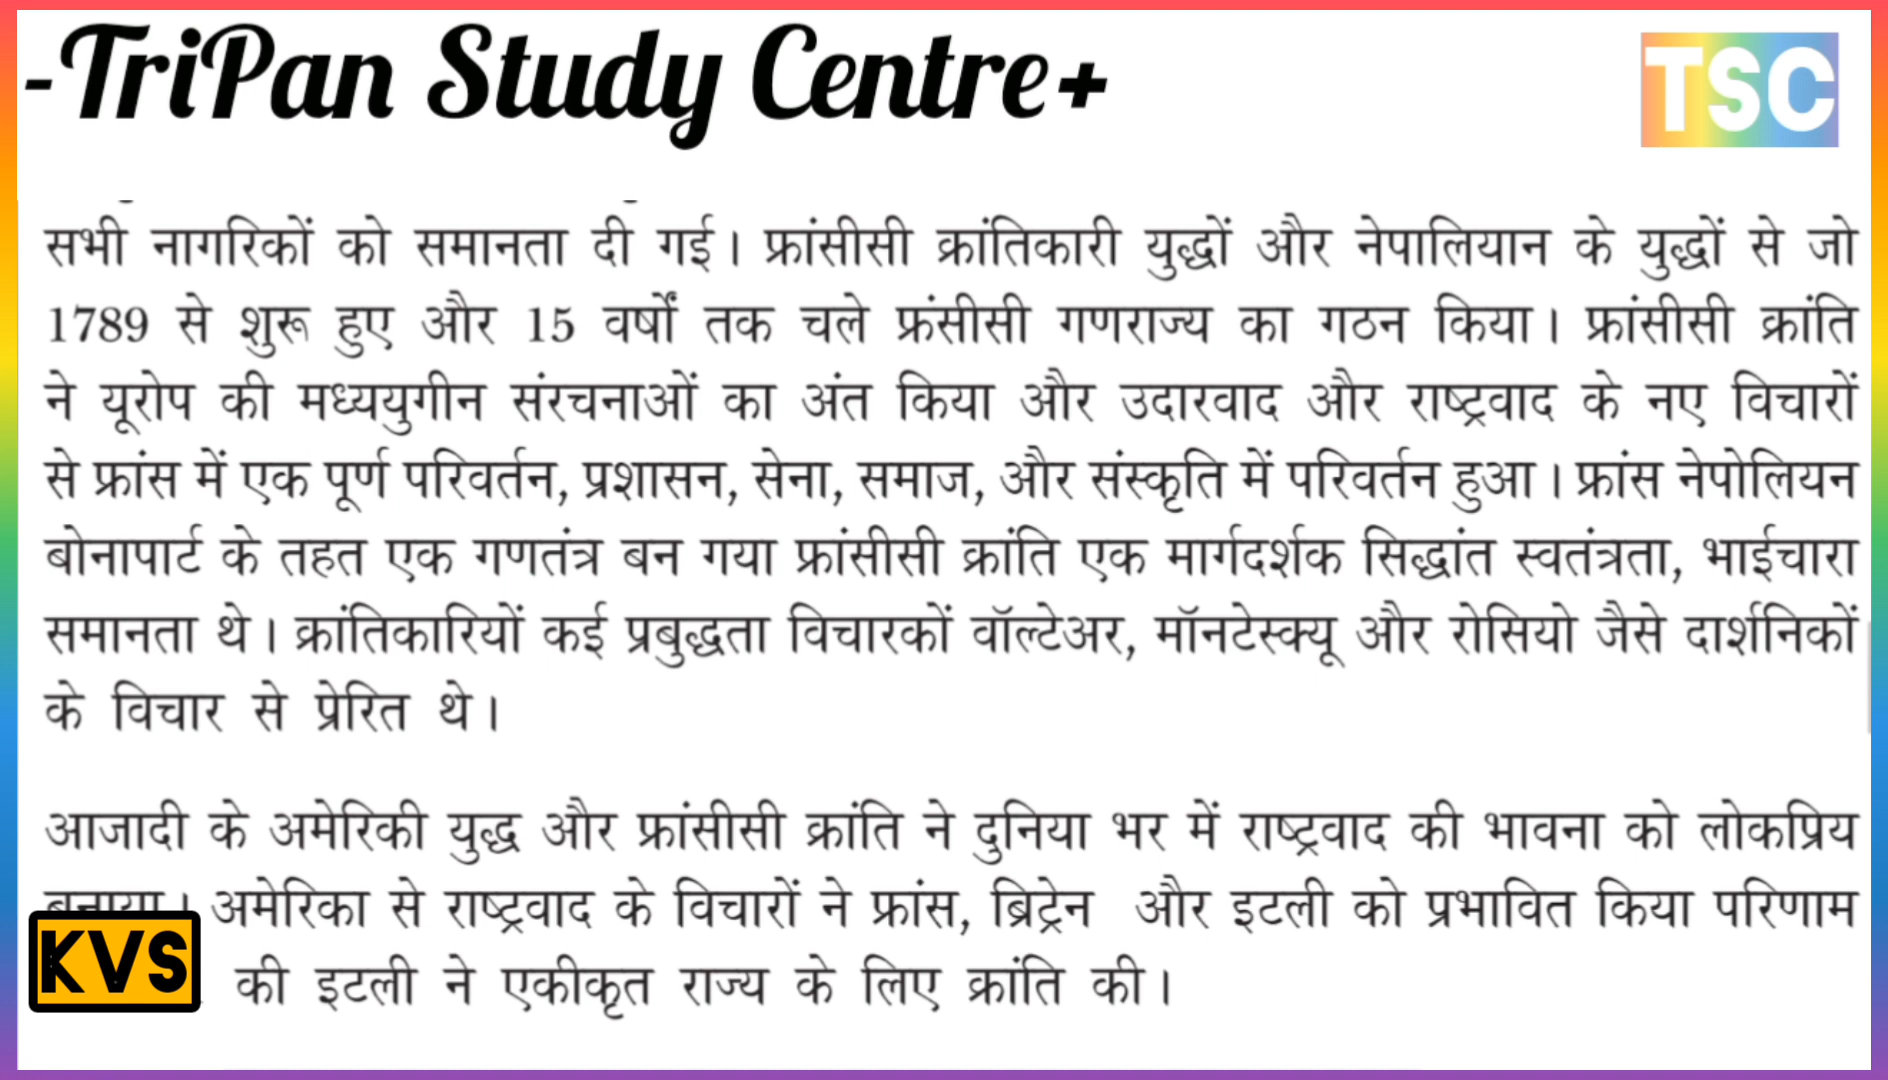 -TriPan Study Centre+
TSC
सभी नागरिकों को समानता दी गई। फ्रांसीसी क्रांतिकारी युद्धों और नेपालियान के युद्धों से जो
1789 से शुरू हुए और 15 वर्षों तक चले फ्रंसीसी गणराज्य का गठन किया। फ्रांसीसी क्रांति
ने यूरोप की मध्ययुगीन संरचनाओं का अंत किया और उदारवाद और राष्ट्रवाद के नए विचारों
से फ्रांस में एक पूर्ण परिवर्तन, प्रशासन, सेना, समाज, और संस्कृति में परिवर्तन हुआ। फ्रांस नेपोलियन
बोनापार्ट के तहत एक गणतंत्र बन गया फ्रांसीसी क्रांति एक मार्गदर्शक सिद्धांत स्वतंत्रता, भाईचारा
समानता थे। क्रांतिकारियों कई प्रबुद्धता विचारकों वॉल्टेअर, मॉनटेस्क्यू और रोसियो जैसे दार्शनिकों
के विचार से प्रेरित थे।
आजादी के अमेरिकी युद्ध और फ्रांसीसी क्रांति ने दुनिया भर में राष्ट्रवाद की भावना को लोकप्रिय
बनाया। अमेरिका से राष्ट्रवाद के विचारों ने फ्रांस, ब्रिट्रेन और इटली को प्रभावित किया परिणाम
KVS की इटली ने एकीकृत राज्य के लिए क्रांति की।